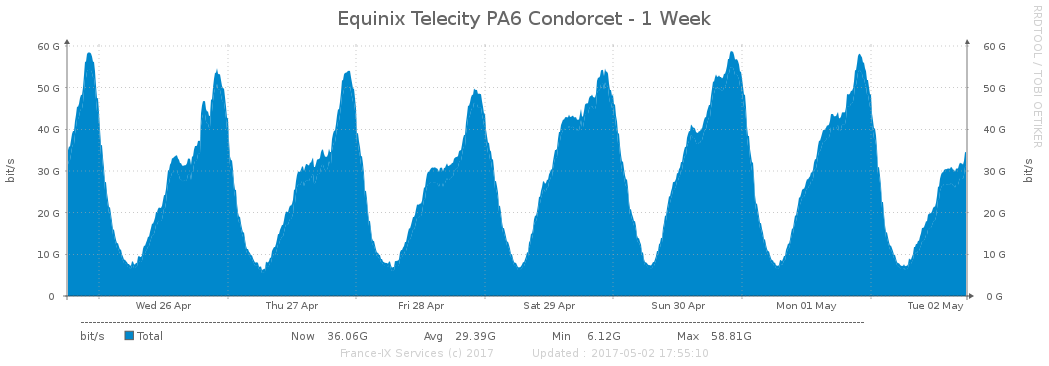 Equinix Telecity PA6 Condorcet - 1 Week
RRDTOOL / TOBI OETIKER
bit/s
60 G
50 G
40 G
30 G
20 G
10 G
0
60 G
50 G
40 G
30 G
20 G
10 G
0 G
bit/s
Wed 26 Apr Thu 27 Apr Fri 28 Apr Sat 29 Apr Sun 30 Apr Mon 01 May Tue 02 May
bit/s Total Now 36.06G Avg 29.39G Min 6.12G Max 58.81G
France-IX Services (c) 2017 Updated : 2017-05-02 17:55:10